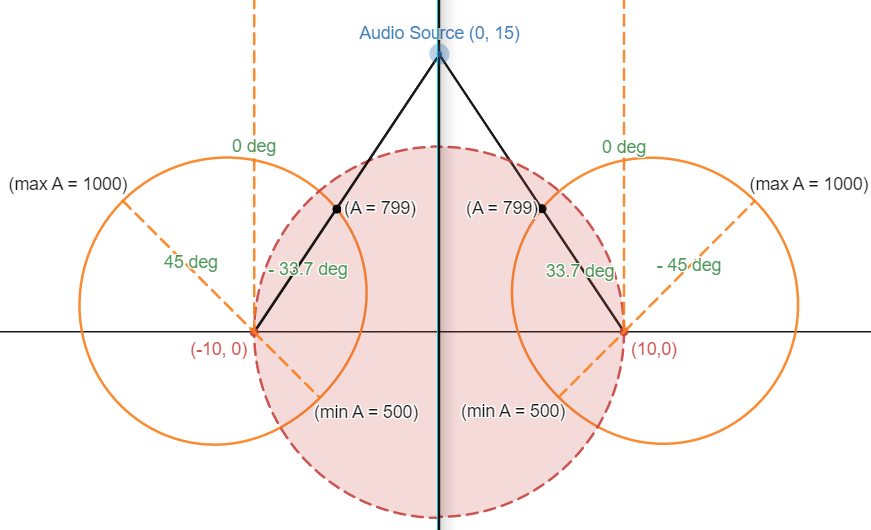 Audio Source (0, 15)
0 deg
0 deg
(max A = 1000)
(max A = 1000)
(A = 799)
(A = 799)
45 deg
- 33.7 deg
33.7 deg
- 45 deg
(-10, 0)
(10,0)
(min A = 500)
(min A = 500)